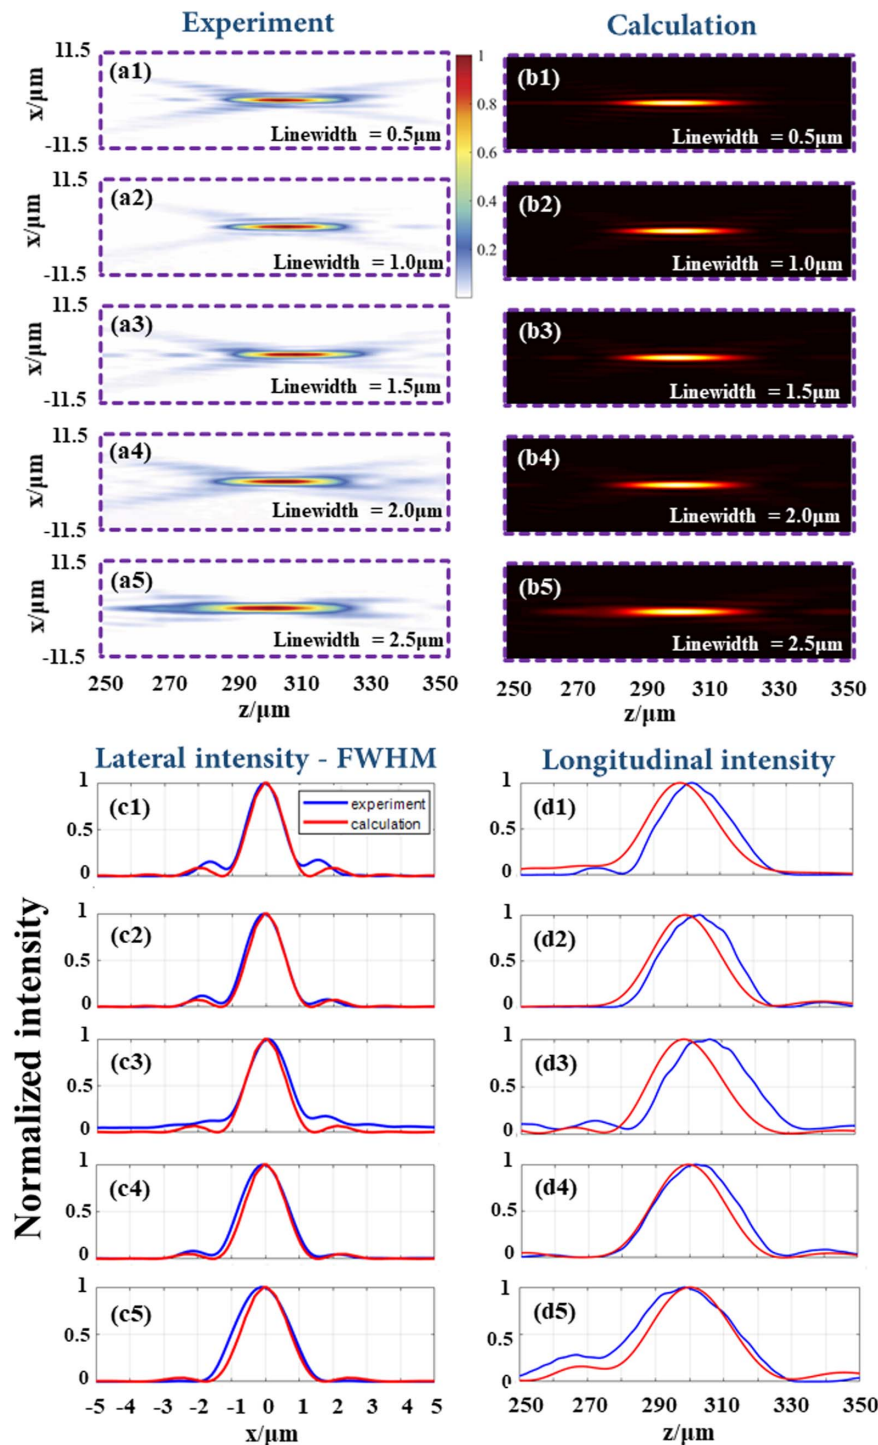 Experiment
Calculation
11.5
x/μm
-11.5
(a1)
Linewidth = 0.5μm
1
0.8
0.6
0.4
0.2
(b1)
Linewidth = 0.5μm
11.5
x/μm
-11.5
(a2)
Linewidth = 1.0μm
(b2)
Linewidth = 1.0μm
11.5
x/μm
-11.5
(a3)
Linewidth = 1.5μm
(b3)
Linewidth = 1.5μm
11.5
x/μm
-11.5
(a4)
Linewidth = 2.0μm
(b4)
Linewidth = 2.0μm
11.5
x/μm
-11.5
(a5)
Linewidth = 2.5μm
(b5)
Linewidth = 2.5μm
250 290 310 330 350
z/μm
250 290 310 330 350
z/μm
Lateral intensity - FWHM
Longitudinal intensity
Normalized intensity
1
0.5
0
(c1)
experiment
calculation
1
0.5
0
(d1)
1
0.5
0
(c2)
1
0.5
0
(d2)
1
0.5
0
(c3)
1
0.5
0
(d3)
1
0.5
0
(c4)
1
0.5
0
(d4)
1
0.5
0
(c5)
1
0.5
0
(d5)
-5 -4 -2 -1 0 1 2 4 5
x/μm
250 270 290 310 330 350
z/μm